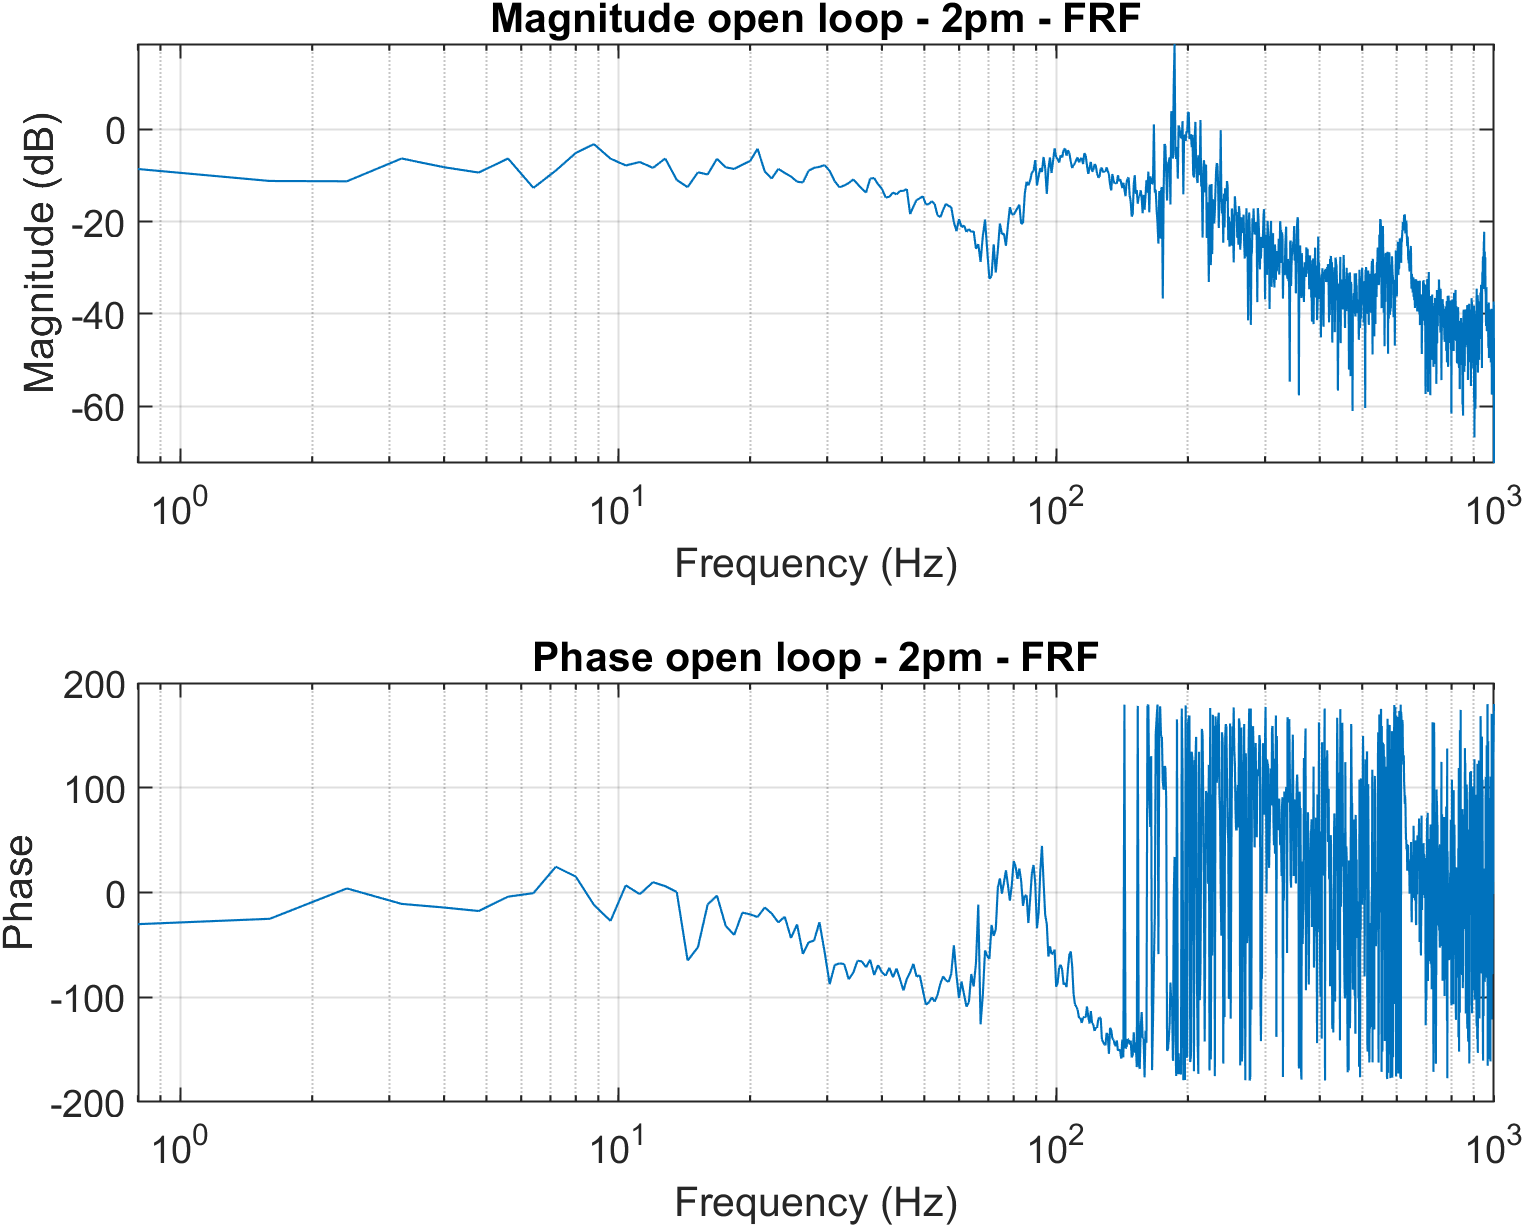 Magnitude open loop - 2pm - FRF
Magnitude (dB)
0
-20
-40
-60
10^0
10^1
10^2
10^3
Frequency (Hz)
Phase open loop - 2pm - FRF
Phase
200
100
0
-100
-200
10^0
10^1
10^2
10^3
Frequency (Hz)